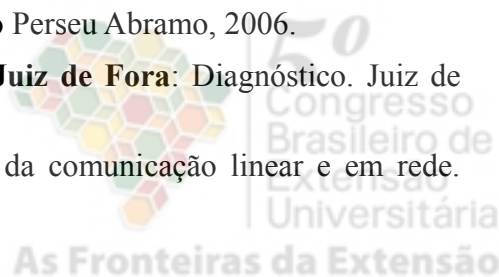 o Perseu Abramo, 2006.
5º
Juiz de Fora: Diagnóstico. Juiz de
Congresso
Brasileiro de
da comunicação linear e em rede.
Extensão
Universitária
As Fronteiras da Extensão